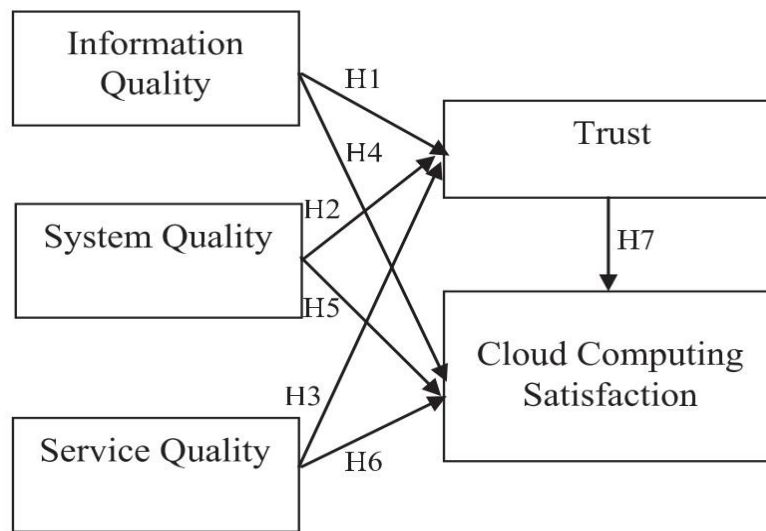 Information
Quality
H1
Trust
H4
H2
System Quality
H7
H5
Cloud Computing
Satisfaction
H3
Service Quality
H6